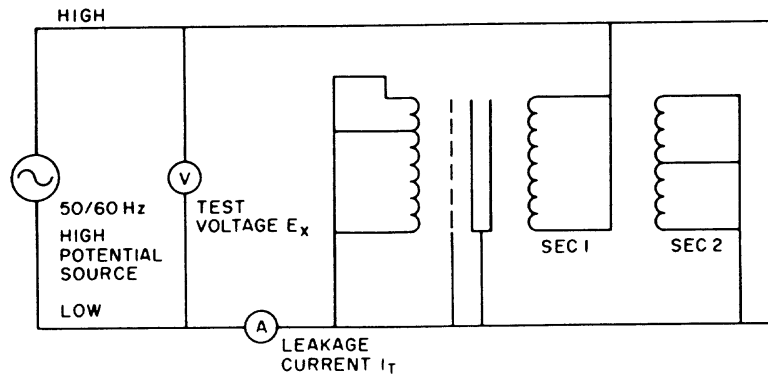 HIGH
V
50/60 Hz
HIGH
POTENTIAL
SOURCE
TEST
VOLTAGE EX
SEC 1
SEC 2
LOW
A
LEAKAGE
CURRENT IT